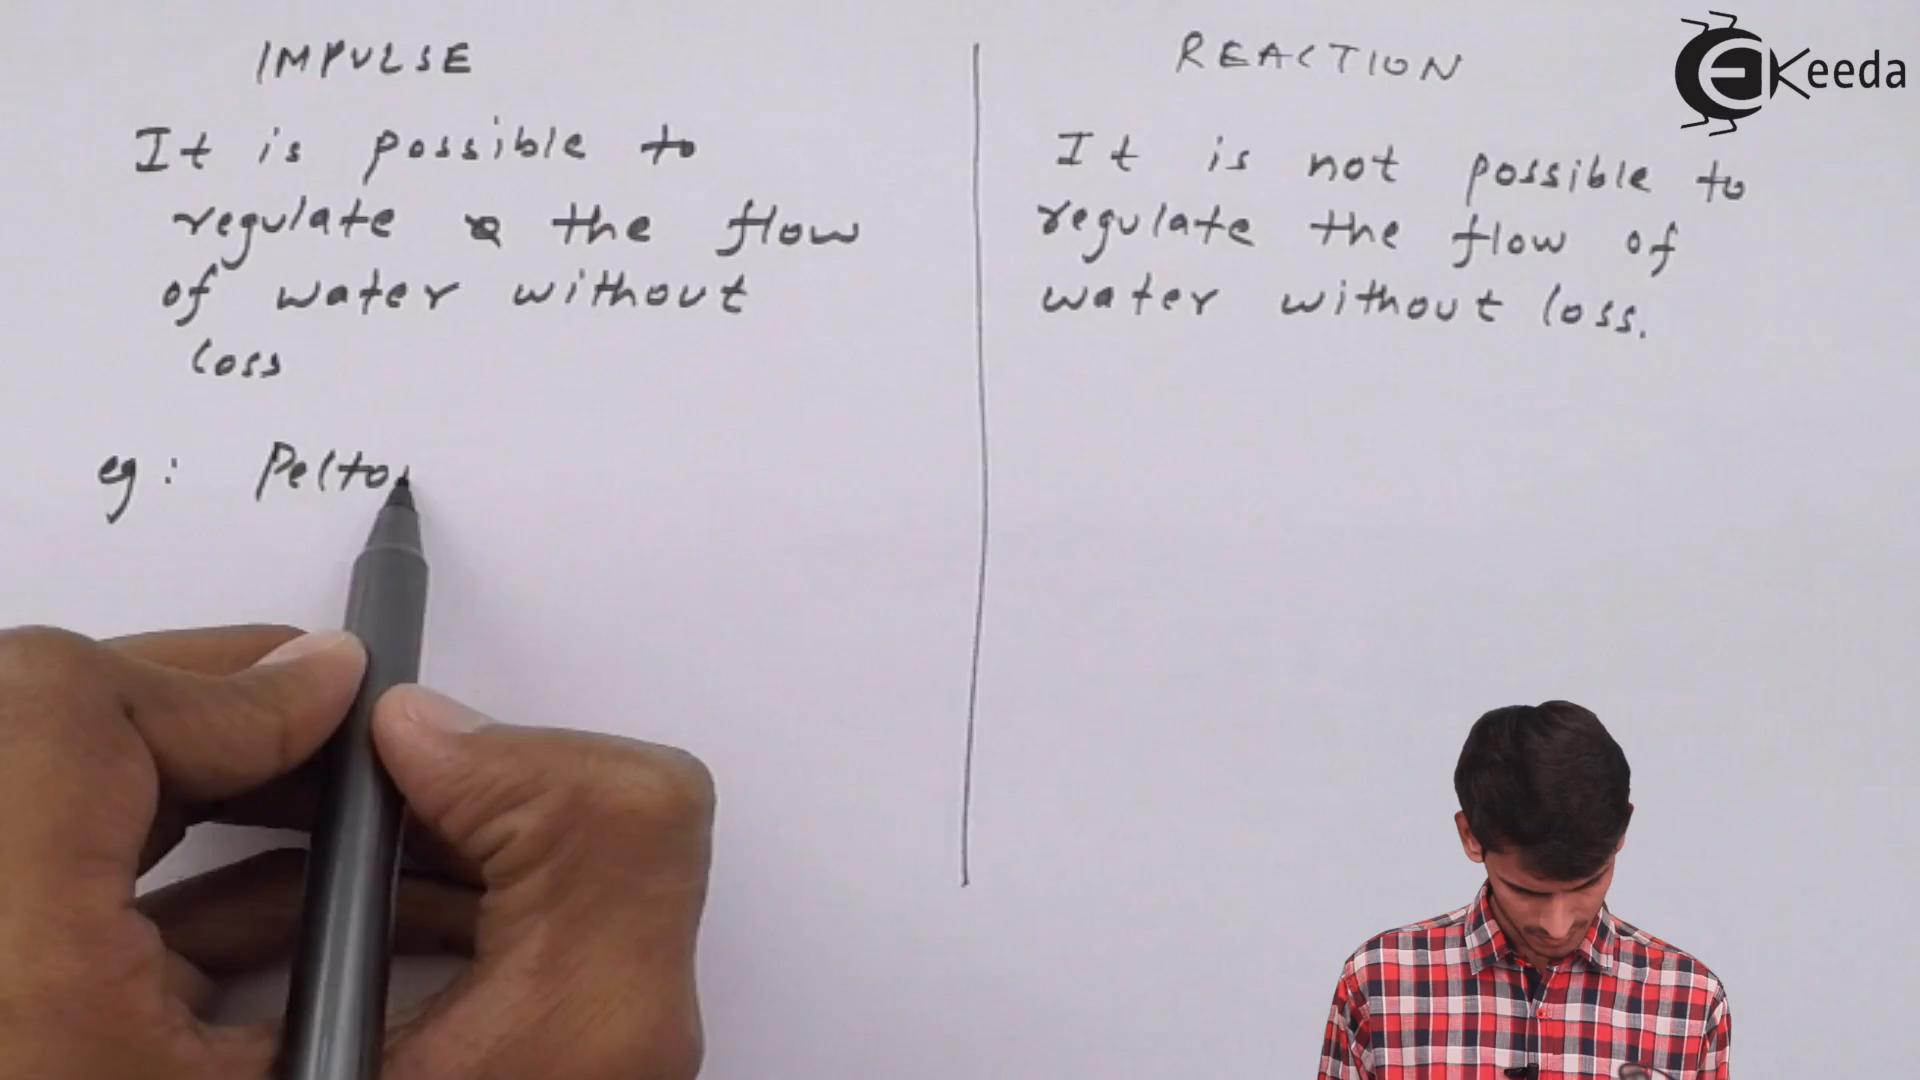 IMPULSE
It is possible to
regulate the flow
of water without
loss
eg: Pelto
REACTION
It is not possible to
regulate the flow of
water without loss.
EKeeda